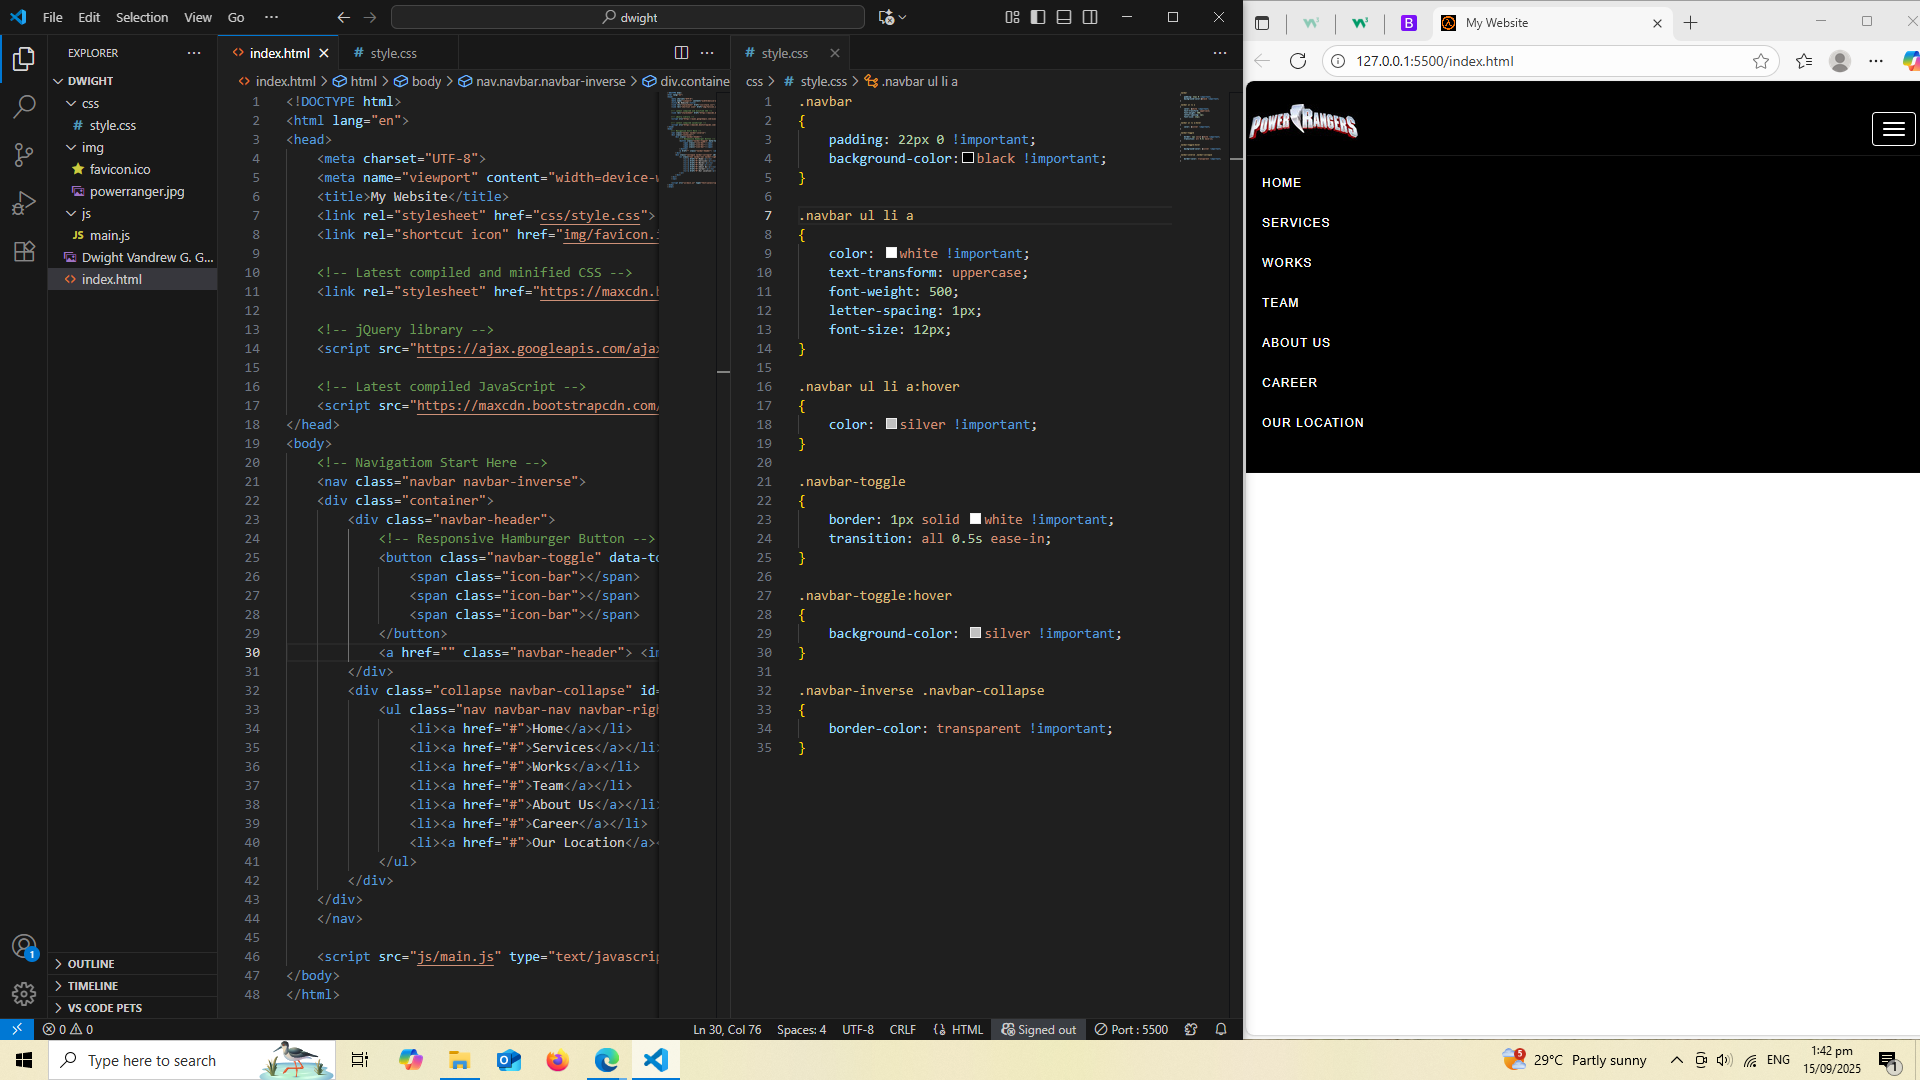 File Edit Selection View Go ··· dwight
EXPLORER ···
DWIGHT
css
# style.css
img
favicon.ico
powerranger.jpg
js
JS main.js
Dwight Vandrew G. G...
<> index.html
OUTLINE
TIMELINE
VS CODE PETS
<> index.html # style.css ···
<> index.html > html > body > nav.navbar.navbar-inverse > div.containe
1 <!DOCTYPE html>
2 <html lang="en">
3 <head>
4 <meta charset="UTF-8">
5 <meta name="viewport" content="width=device-w
6 <title>My Website</title>
7 <link rel="stylesheet" href="css/style.css">
8 <link rel="shortcut icon" href="img/favicon.i
9
10 <!-- Latest compiled and minified CSS -->
11 <link rel="stylesheet" href="https://maxcdn.b
12
13 <!-- jQuery library -->
14 <script src="https://ajax.googleapis.com/ajax
15
16 <!-- Latest compiled JavaScript -->
17 <script src="https://maxcdn.bootstrapcdn.com/
18 </head>
19 <body>
20 <!-- Navigatiom Start Here -->
21 <nav class="navbar navbar-inverse">
22 <div class="container">
23 <div class="navbar-header">
24 <!-- Responsive Hamburger Button -->
25 <button class="navbar-toggle" data-to
26 <span class="icon-bar"></span>
27 <span class="icon-bar"></span>
28 <span class="icon-bar"></span>
29 </button>
30 <a href="" class="navbar-header"> <im
31 </div>
32 <div class="collapse navbar-collapse" id=
33 <ul class="nav navbar-nav navbar-righ
34 <li><a href="#">Home</a></li>
35 <li><a href="#">Services</a></li>
36 <li><a href="#">Works</a></li>
37 <li><a href="#">Team</a></li>
38 <li><a href="#">About Us</a></li>
39 <li><a href="#">Career</a></li>
40 <li><a href="#">Our Location</a><
41 </ul>
42 </div>
43 </div>
44 </nav>
45
46 <script src="js/main.js" type="text/javascrip
47 </body>
48 </html>
# style.css ···
css > # style.css > .navbar ul li a
1 .navbar
2 {
3 padding: 22px 0 !important;
4 background-color: black !important;
5 }
6
7 .navbar ul li a
8 {
9 color: white !important;
10 text-transform: uppercase;
11 font-weight: 500;
12 letter-spacing: 1px;
13 font-size: 12px;
14 }
15
16 .navbar ul li a:hover
17 {
18 color: silver !important;
19 }
20
21 .navbar-toggle
22 {
23 border: 1px solid white !important;
24 transition: all 0.5s ease-in;
25 }
26
27 .navbar-toggle:hover
28 {
29 background-color: silver !important;
30 }
31
32 .navbar-inverse .navbar-collapse
33 {
34 border-color: transparent !important;
35 }
1
0 0
Ln 30, Col 76 Spaces: 4 UTF-8 CRLF {} HTML Signed out Port : 5500
B My Website
127.0.0.1:5500/index.html
POWER RANGERS
HOME
SERVICES
WORKS
TEAM
ABOUT US
CAREER
OUR LOCATION
Type here to search
5 29°C Partly sunny ENG 1:42 pm
15/09/2025
1